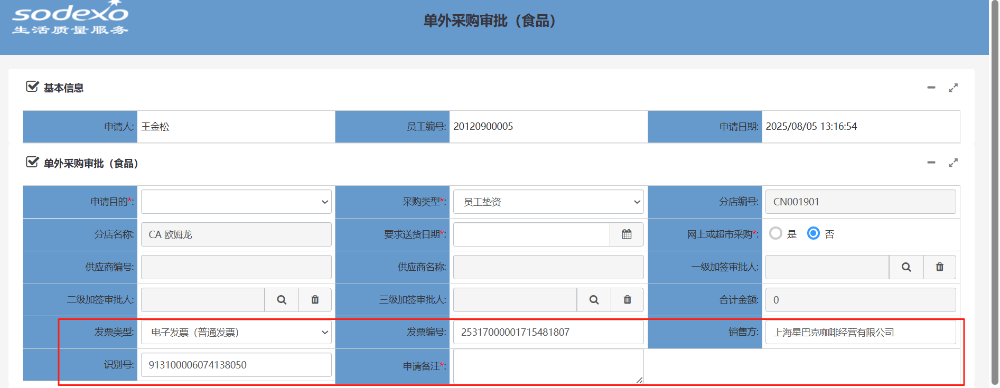 sodexo
生活质量服务
单外采购审批（食品）
基本信息
申请人: 王金松 员工编号: 20120900005 申请日期: 2025/08/05 13:16:54
单外采购审批（食品）
申请目的*: 采购类型*: 员工垫资 分店编号: CN001901
分店名称: CA 欧姆龙 要求送货日期*: 网上或超市采购*: 是 否
供应商编号: 供应商名称: 一级加签审批人:
二级加签审批人: 三级加签审批人: 合计金额: 0
发票类型: 电子发票（普通发票） 发票编号: 25317000001715481807 销售方: 上海星巴克咖啡经营有限公司
识别号: 913100006074138050 申请备注*: